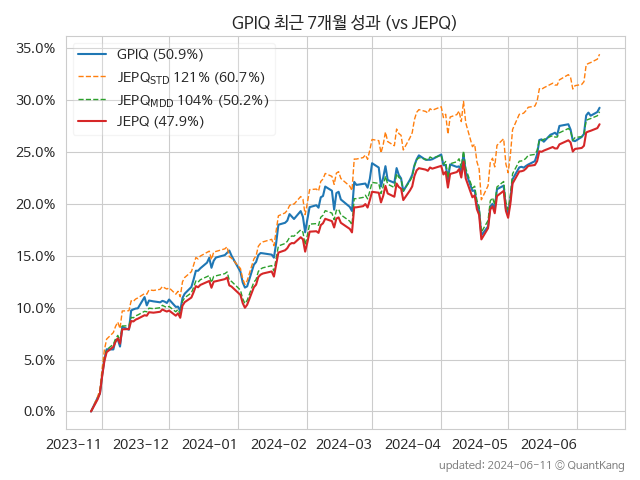 GPIQ 최근 7개월 성과 (vs JEPQ)
GPIQ (50.9%)
JEPQSTD 121% (60.7%)
JEPQMDD 104% (50.2%)
JEPQ (47.9%)
35.0%
30.0%
25.0%
20.0%
15.0%
10.0%
5.0%
0.0%
2023-11 2023-12 2024-01 2024-02 2024-03 2024-04 2024-05 2024-06
updated: 2024-06-11 © QuantKang